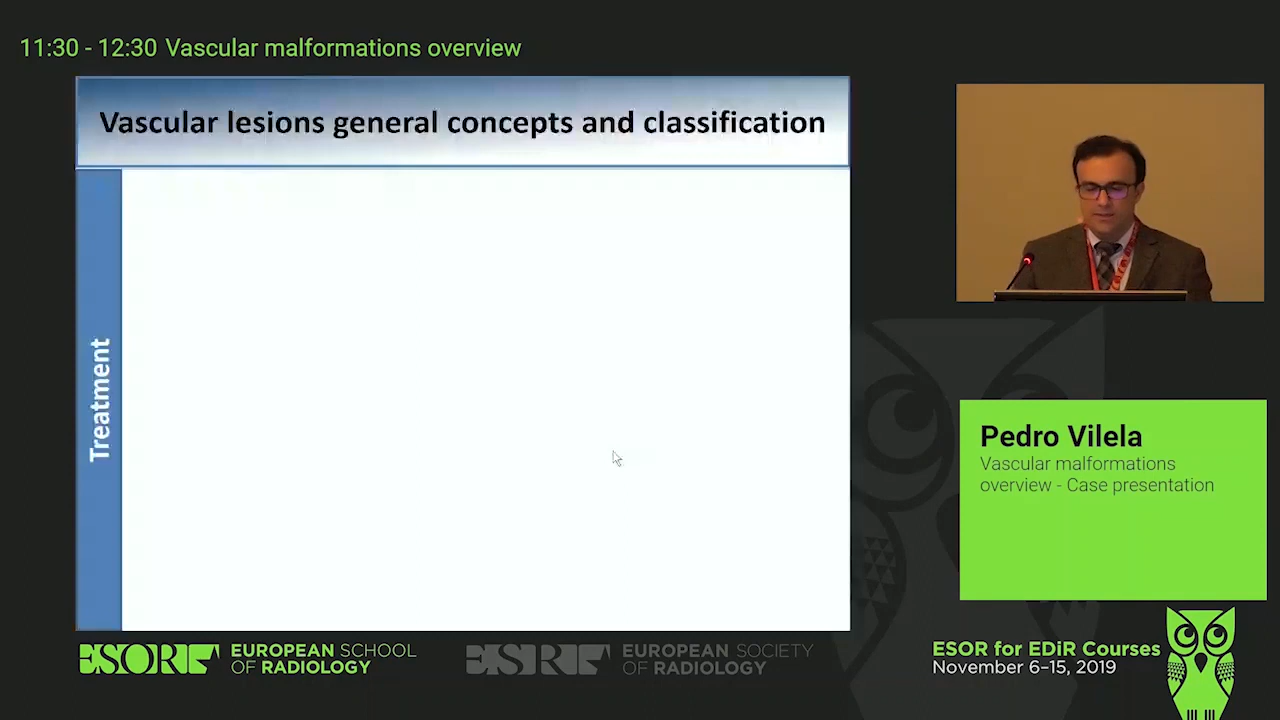 11:30 - 12:30 Vascular malformations overview
Vascular lesions general concepts and classification
Treatment
Pedro Vilela
Vascular malformations
overview - Case presentation
ESOR
EUROPEAN SCHOOL
OF RADIOLOGY
ESR
EUROPEAN SOCIETY
OF RADIOLOGY
ESOR for EDiR Courses
November 6–15, 2019